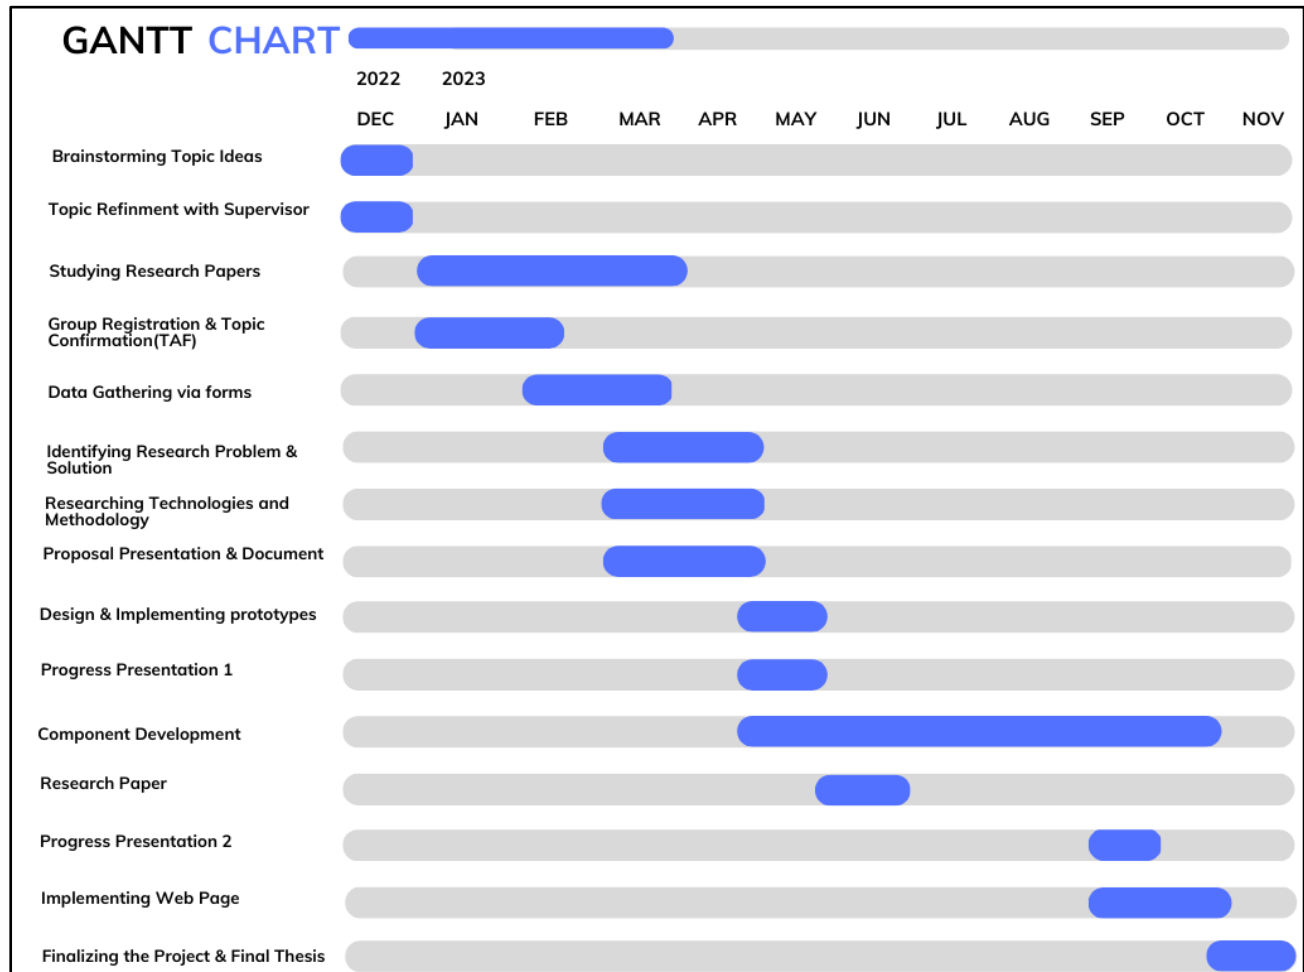 GANTT CHART
2022 2023
DEC JAN FEB MAR APR MAY JUN JUL AUG SEP OCT NOV
Brainstorming Topic Ideas
Topic Refinment with Supervisor
Studying Research Papers
Group Registration & Topic
Confirmation(TAF)
Data Gathering via forms
Identifying Research Problem &
Solution
Researching Technologies and
Methodology
Proposal Presentation & Document
Design & Implementing prototypes
Progress Presentation 1
Component Development
Research Paper
Progress Presentation 2
Implementing Web Page
Finalizing the Project & Final Thesis